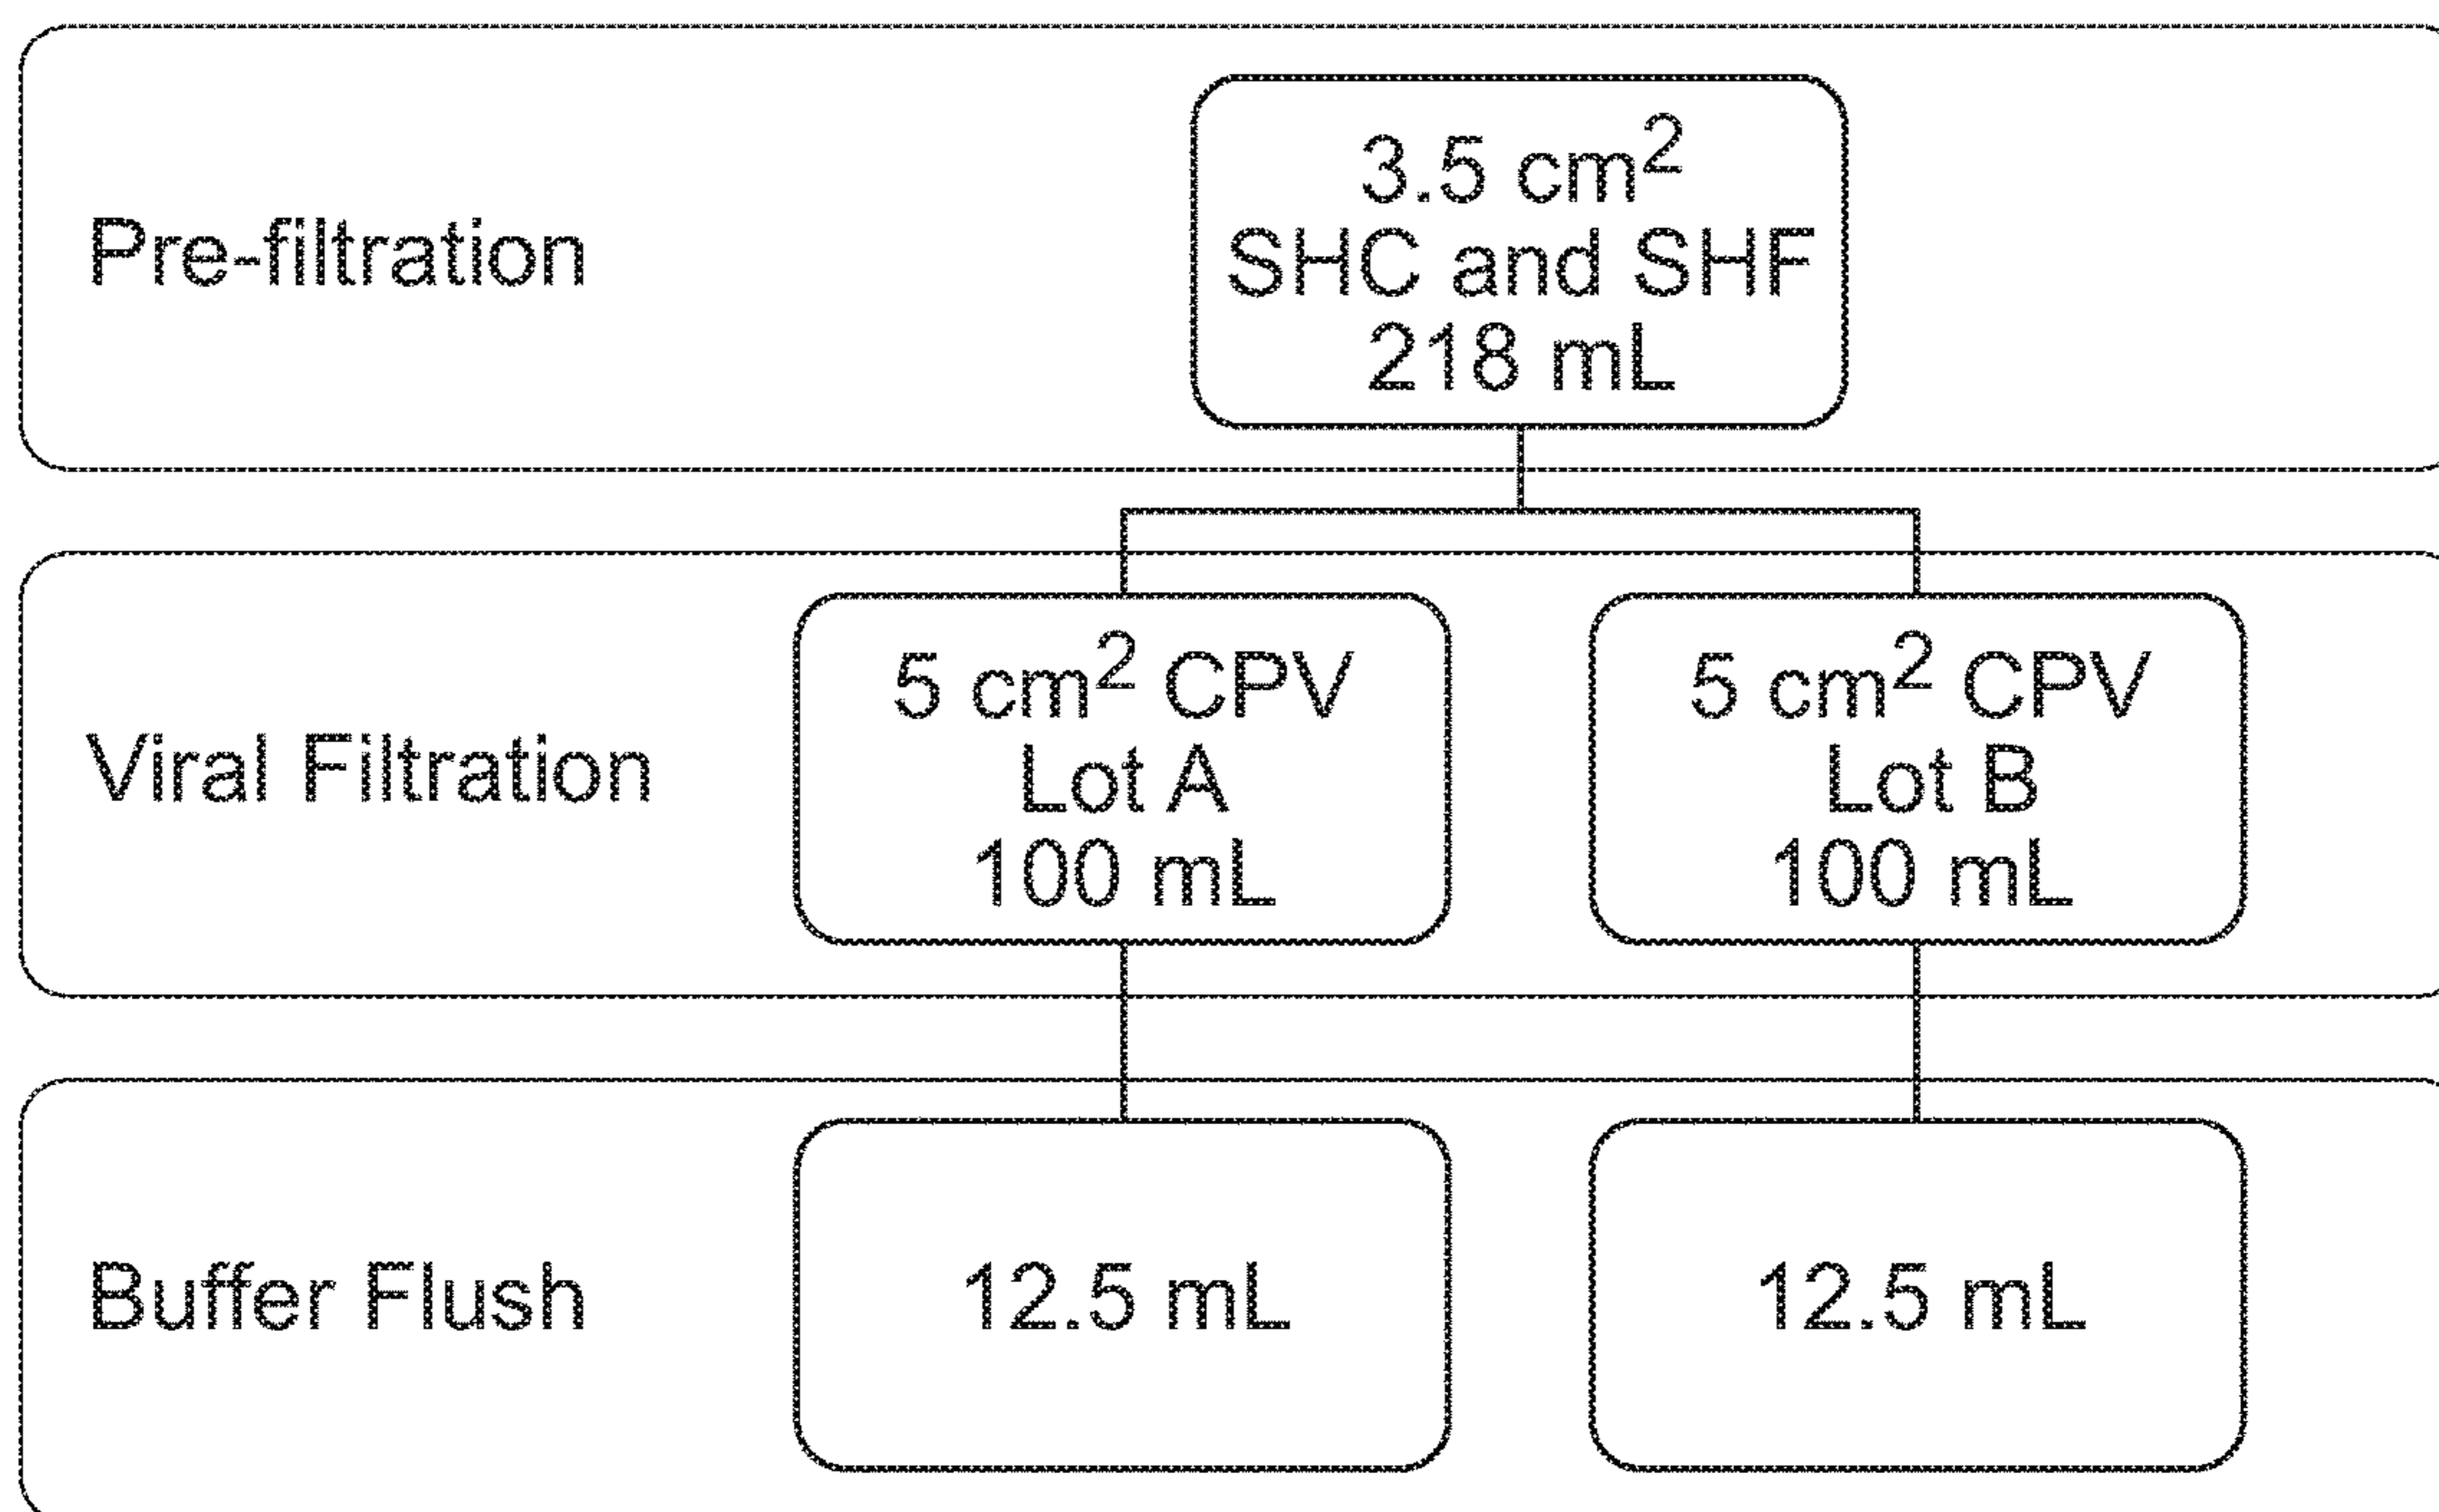 Pre-filtration
3.5 cm²
SHC and SHF
218 mL
Viral Filtration
5 cm² CPV
Lot A
100 mL
5 cm² CPV
Lot B
100 mL
Buffer Flush
12.5 mL
12.5 mL